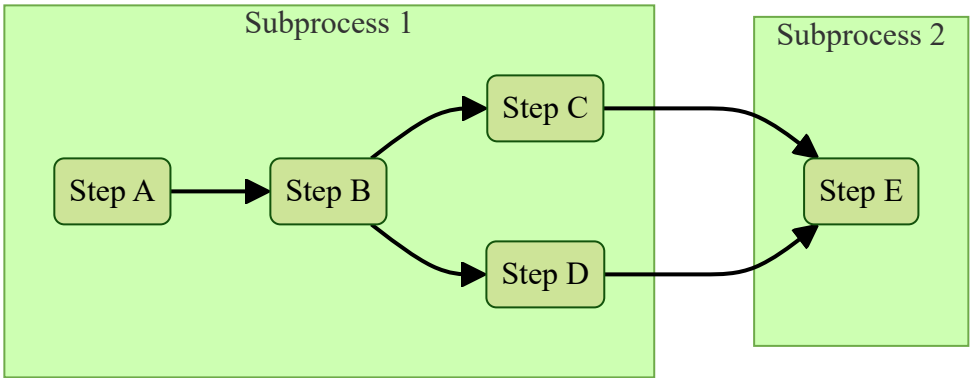 Subprocess 1
Step A
Step B
Step C
Step D
Subprocess 2
Step E